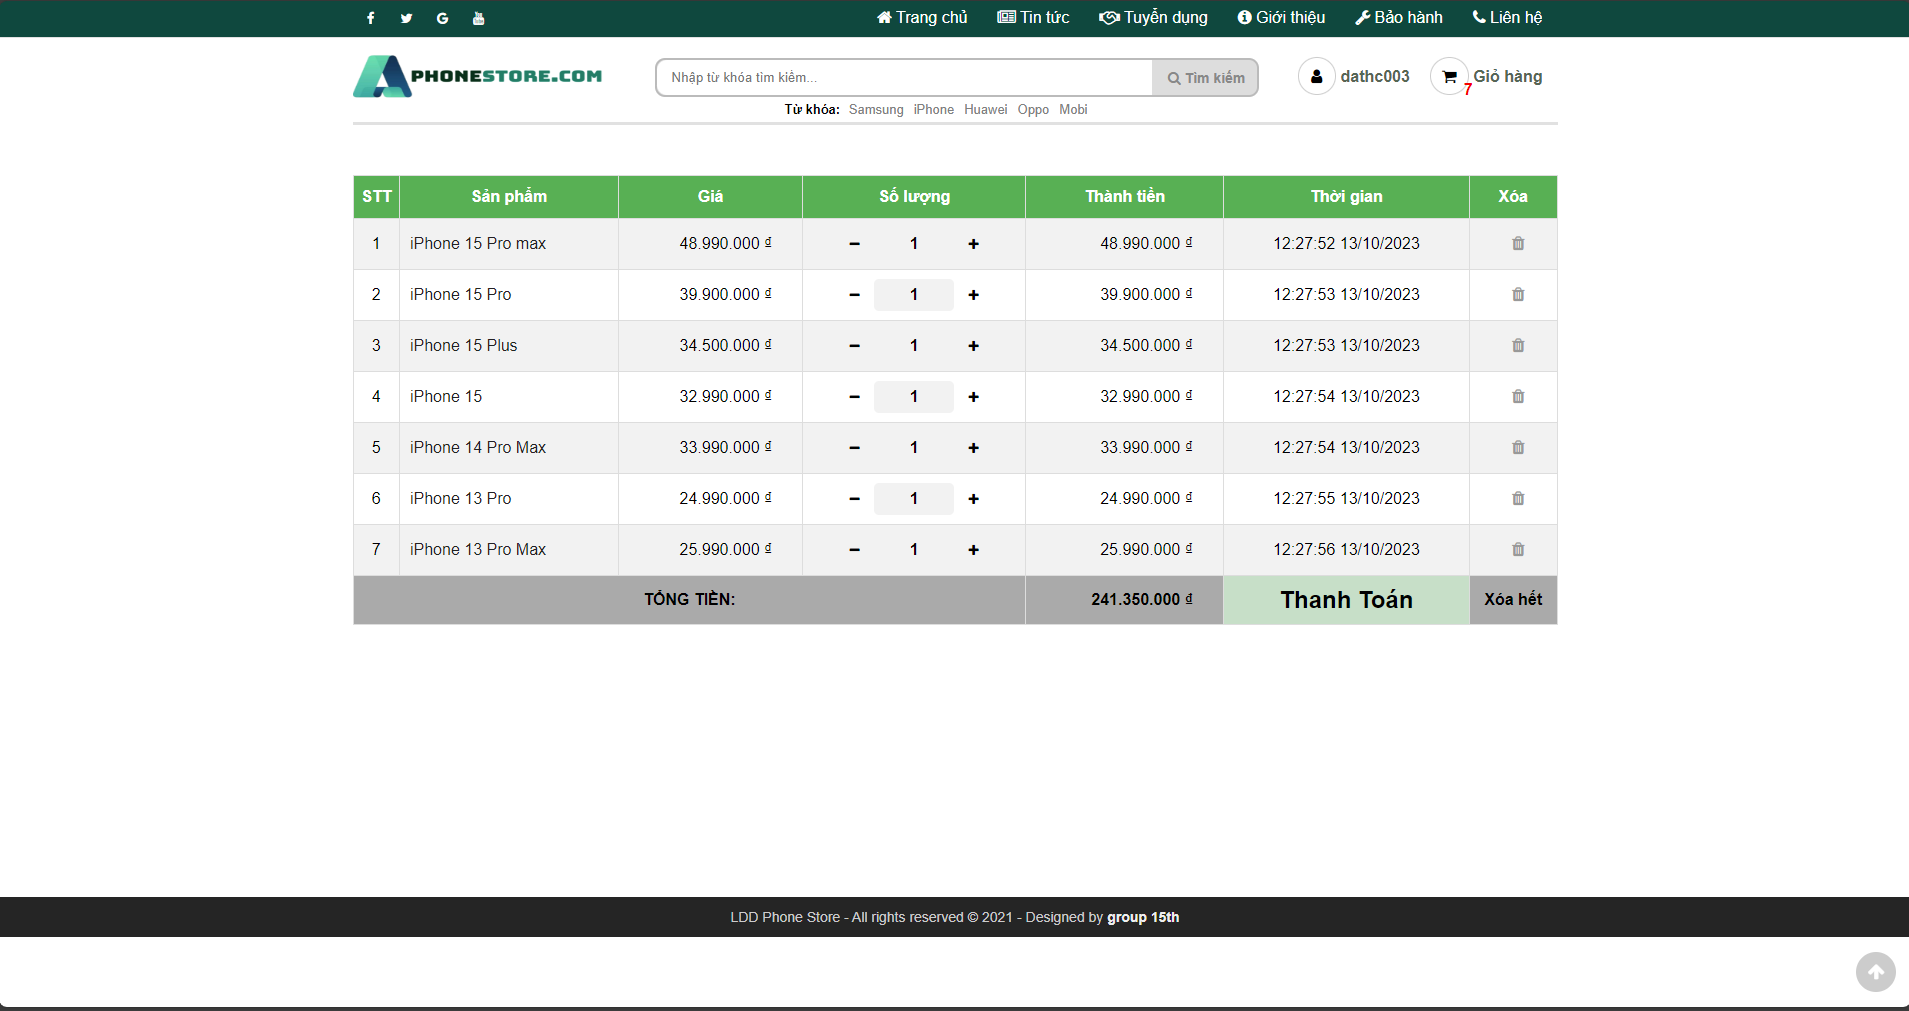 Trang chủ Tin tức Tuyển dụng Giới thiệu Bảo hành Liên hệ
APHONESTORE.COM
Nhập từ khóa tìm kiếm... Tìm kiếm
dathc003
7 Giỏ hàng
Từ khóa: Samsung iPhone Huawei Oppo Mobi
STT Sản phẩm Giá Số lượng Thành tiền Thời gian Xóa
1 iPhone 15 Pro max 48.990.000 ₫ − 1 + 48.990.000 ₫ 12:27:52 13/10/2023
2 iPhone 15 Pro 39.900.000 ₫ − 1 + 39.900.000 ₫ 12:27:53 13/10/2023
3 iPhone 15 Plus 34.500.000 ₫ − 1 + 34.500.000 ₫ 12:27:53 13/10/2023
4 iPhone 15 32.990.000 ₫ − 1 + 32.990.000 ₫ 12:27:54 13/10/2023
5 iPhone 14 Pro Max 33.990.000 ₫ − 1 + 33.990.000 ₫ 12:27:54 13/10/2023
6 iPhone 13 Pro 24.990.000 ₫ − 1 + 24.990.000 ₫ 12:27:55 13/10/2023
7 iPhone 13 Pro Max 25.990.000 ₫ − 1 + 25.990.000 ₫ 12:27:56 13/10/2023
TỔNG TIỀN: 241.350.000 ₫ Thanh Toán Xóa hết
LDD Phone Store - All rights reserved © 2021 - Designed by group 15th